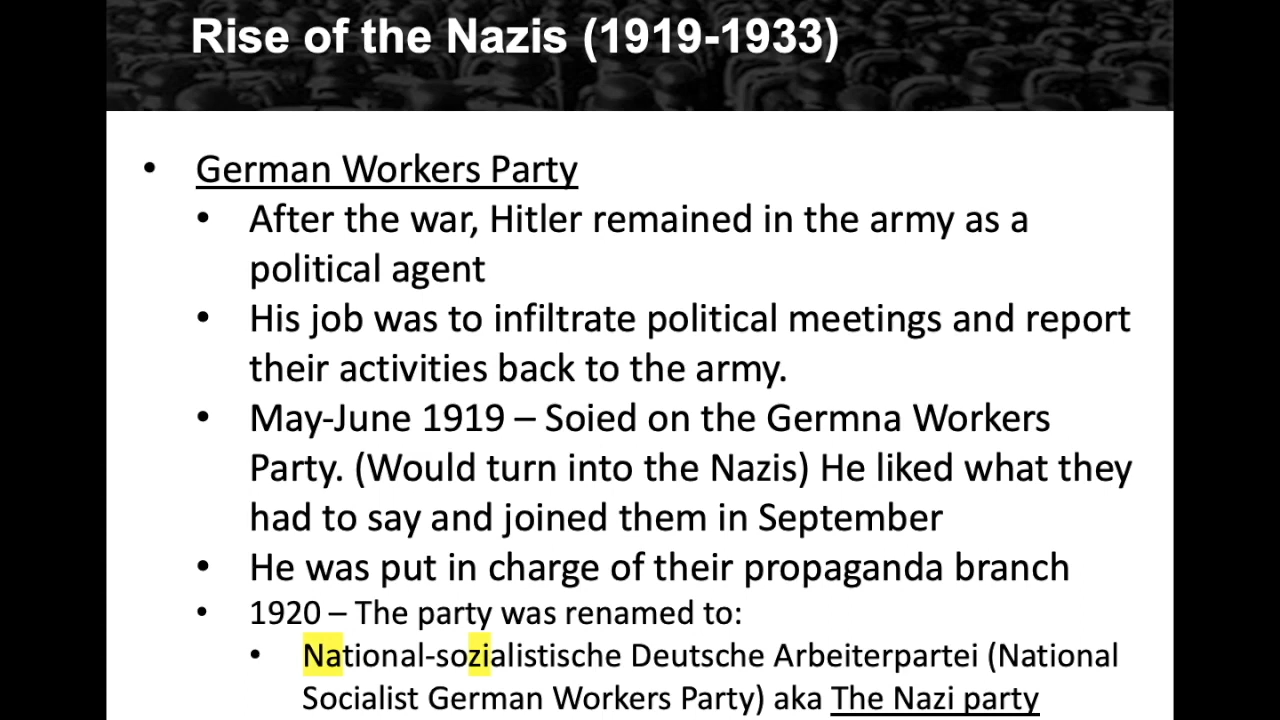 Rise of the Nazis (1919-1933)
• German Workers Party
• After the war, Hitler remained in the army as a
political agent
• His job was to infiltrate political meetings and report
their activities back to the army.
• May-June 1919 – Soied on the Germna Workers
Party. (Would turn into the Nazis) He liked what they
had to say and joined them in September
• He was put in charge of their propaganda branch
• 1920 – The party was renamed to:
• National-sozialistische Deutsche Arbeiterpartei (National
Socialist German Workers Party) aka The Nazi party